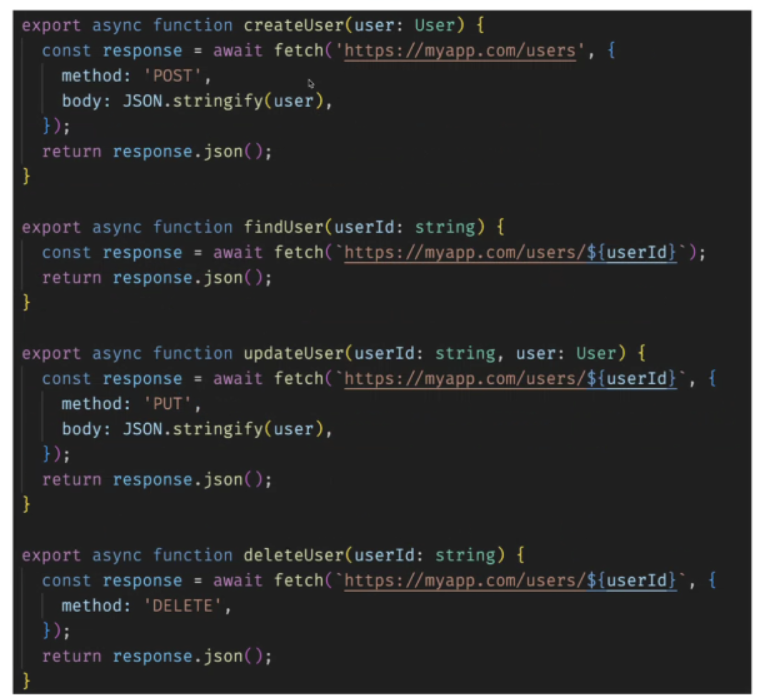 export async function createUser(user: User) {
  const response = await fetch('https://myapp.com/users', {
    method: 'POST',
    body: JSON.stringify(user),
  });
  return response.json();
}

export async function findUser(userId: string) {
  const response = await fetch(`https://myapp.com/users/${userId}`);
  return response.json();
}

export async function updateUser(userId: string, user: User) {
  const response = await fetch(`https://myapp.com/users/${userId}`, {
    method: 'PUT',
    body: JSON.stringify(user),
  });
  return response.json();
}

export async function deleteUser(userId: string) {
  const response = await fetch(`https://myapp.com/users/${userId}`, {
    method: 'DELETE',
  });
  return response.json();
}